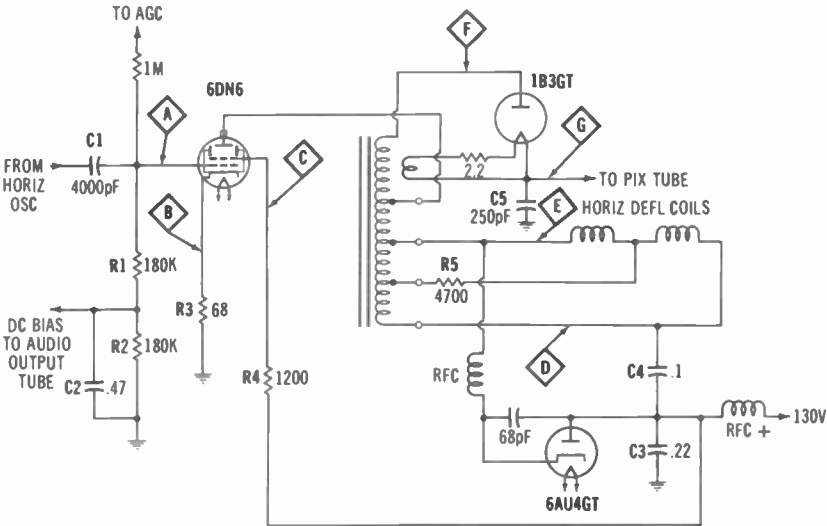 TO AGC
1M
6DN6
F
1B3GT
A
C1
FROM
HORIZ
OSC
4000pF
C
G
2.2
TO PIX TUBE
C5
250pF
E
HORIZ DEFL COILS
B
R1
180K
R5
4700
R3
68
DC BIAS
TO AUDIO
OUTPUT
TUBE
R2
180K
C2
.47
R4
1200
RFC
D
C4
.1
68pF
RFC +
130V
C3
.22
6AU4GT